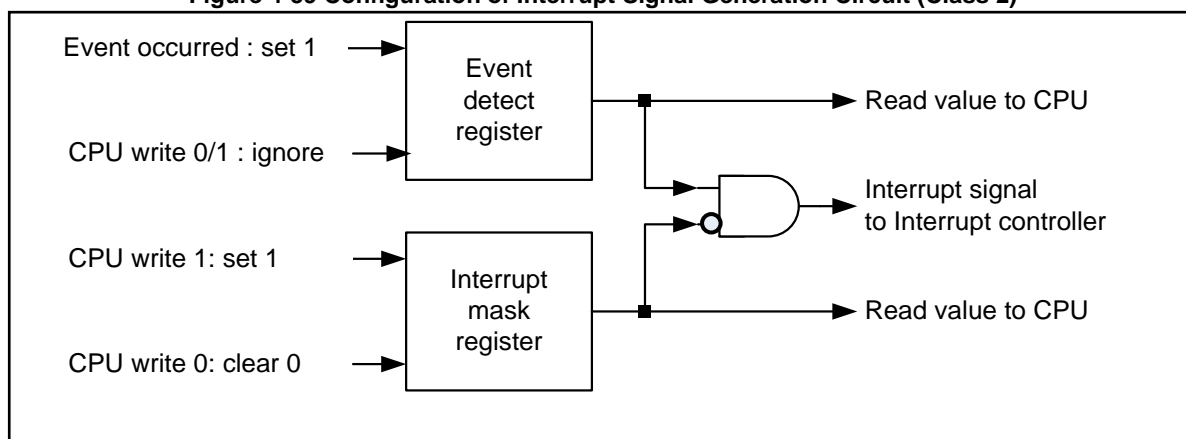 Event occurred : set 1
Event
detect
register
Read value to CPU
CPU write 0/1 : ignore
Interrupt signal
to Interrupt controller
CPU write 1: set 1
Interrupt
mask
register
Read value to CPU
CPU write 0: clear 0